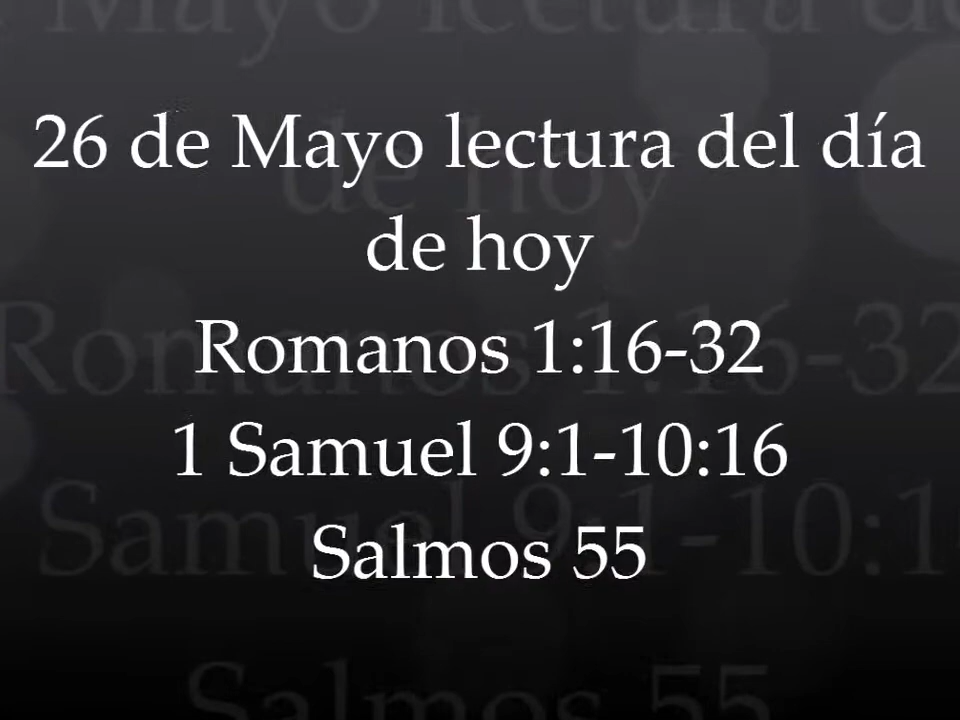 26 de Mayo lectura del día
de hoy
Romanos 1:16-32
1 Samuel 9:1-10:16
Salmos 55